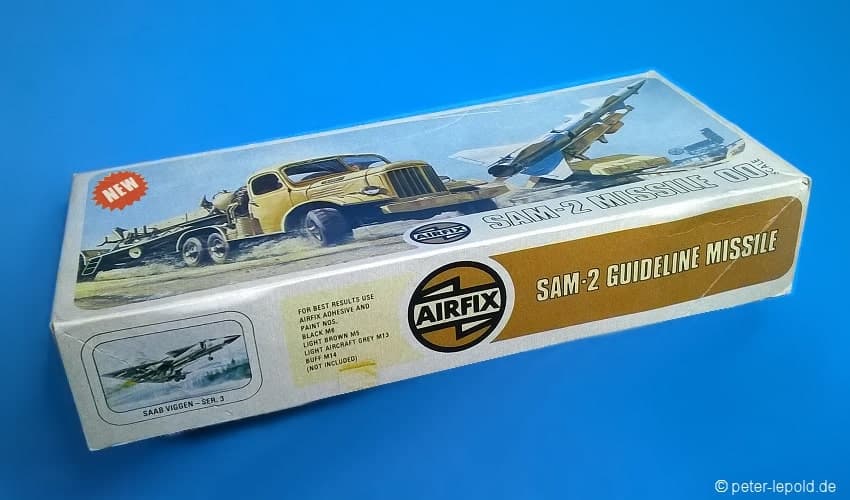 NEW
AIRFIX
SAM-2 MISSILE OO SCALE
FOR BEST RESULTS USE
AIRFIX ADHESIVE AND
PAINT NOS.
BLACK M6
LIGHT BROWN M5
LIGHT AIRCRAFT GREY M13
BUFF M14
(NOT INCLUDED)
AIRFIX
SAM-2 GUIDELINE MISSILE
SAAB VIGGEN – SER. 3
© peter-lepold.de